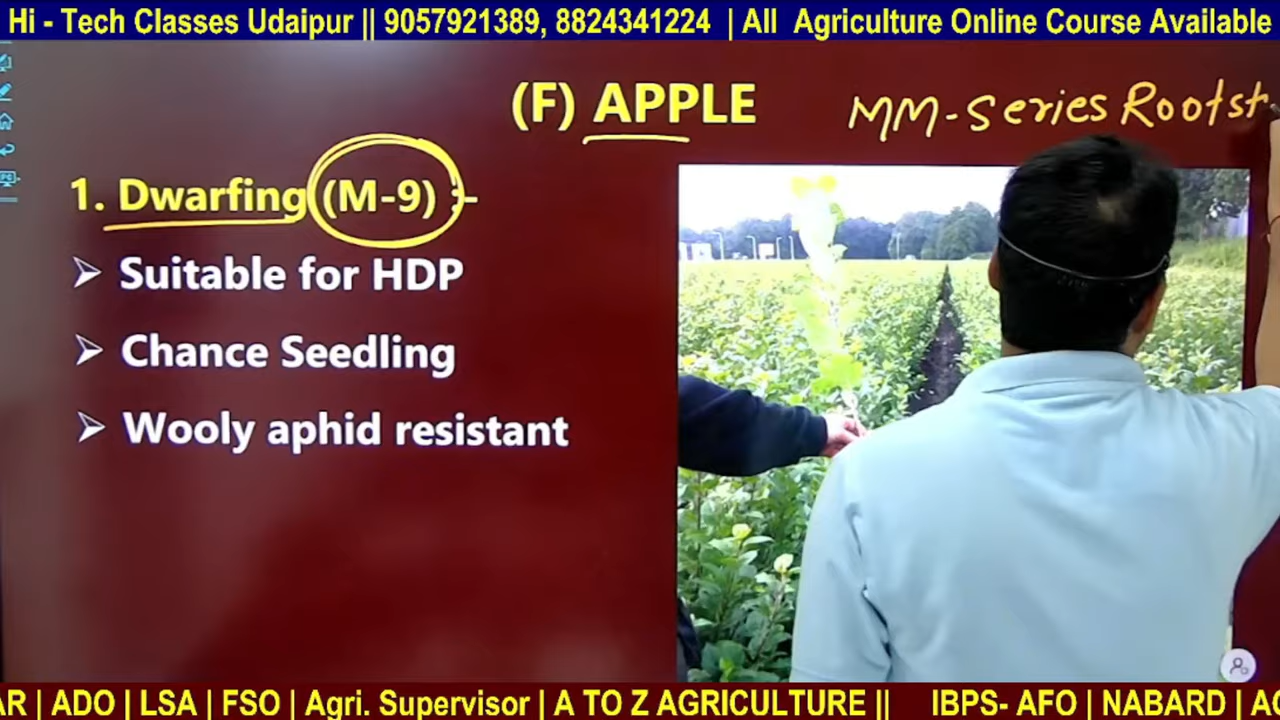 Hi - Tech Classes Udaipur || 9057921389, 8824341224 | All Agriculture Online Course Available
(F) APPLE
MM-Series Rootst
1. Dwarfing (M-9) :-
➢ Suitable for HDP
➢ Chance Seedling
➢ Wooly aphid resistant
AR | ADO | LSA | FSO | Agri. Supervisor | A TO Z AGRICULTURE || IBPS- AFO | NABARD |